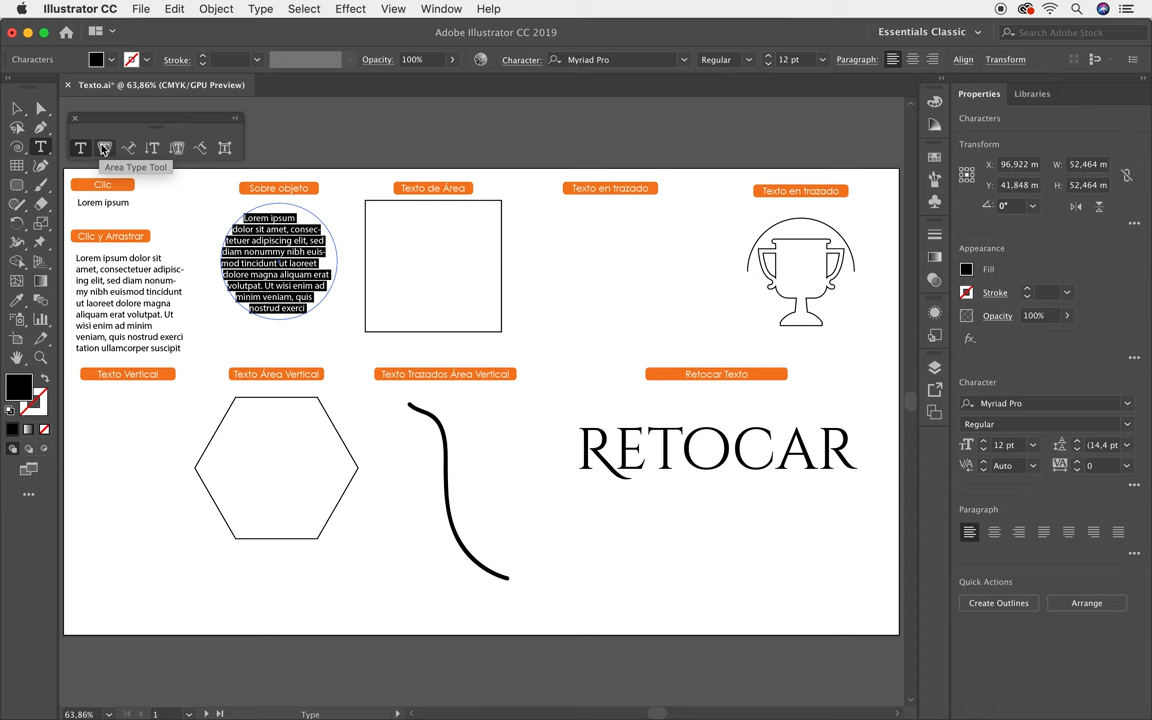 Illustrator CC File Edit Object Type Select Effect View Window Help
Adobe Illustrator CC 2019
Essentials Classic
Search Adobe Stock
Characters
Stroke:
Opacity: 100%
Character: Myriad Pro
Regular
12 pt
Paragraph:
Align
Transform
× Texto.ai* @ 63,86% (CMYK/GPU Preview)
Area Type Tool
Clic
Lorem ipsum
Clic y Arrastrar
Lorem ipsum dolor sit
amet, consectetuer adipisc-
ing elit, sed diam nonum-
my nibh euismod tincidunt
ut laoreet dolore magna
aliquam erat volutpat. Ut
wisi enim ad minim
veniam, quis nostrud exerci
tation ullamcorper suscipit
Sobre objeto
Lorem ipsum
dolor sit amet, consec-
tetuer adipiscing elit, sed
diam nonummy nibh euis-
mod tincidunt ut laoreet
dolore magna aliquam erat
volutpat. Ut wisi enim ad
minim veniam, quis
nostrud exerci
Texto de Área
Texto en trazado
Texto en trazado
Texto Vertical
Texto Área Vertical
Texto Trazados Área Vertical
Retocar Texto
RETOCAR
Properties
Libraries
Characters
Transform
X: 96,922 m
W: 52,464 m
Y: 41,848 m
H: 52,464 m
0°
Appearance
Fill
Stroke
Opacity 100%
fx.
Character
Myriad Pro
Regular
12 pt
(14,4 pt
Auto
0
Paragraph
Quick Actions
Create Outlines
Arrange
63,86%
1
Type